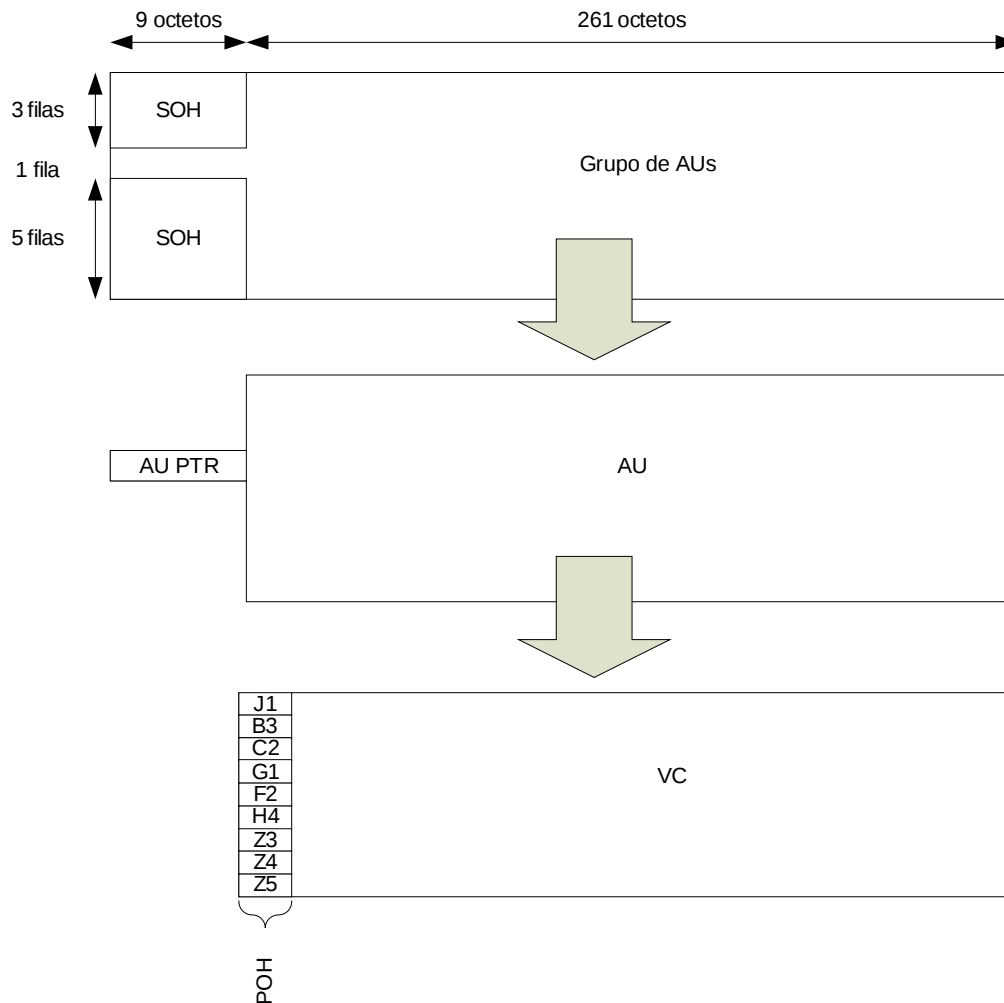 9 octetos
261 octetos
3 filas
SOH
1 fila
Grupo de AUs
5 filas
SOH
AU PTR
AU
J1
B3
C2
G1
F2
H4
Z3
Z4
Z5
VC
POH